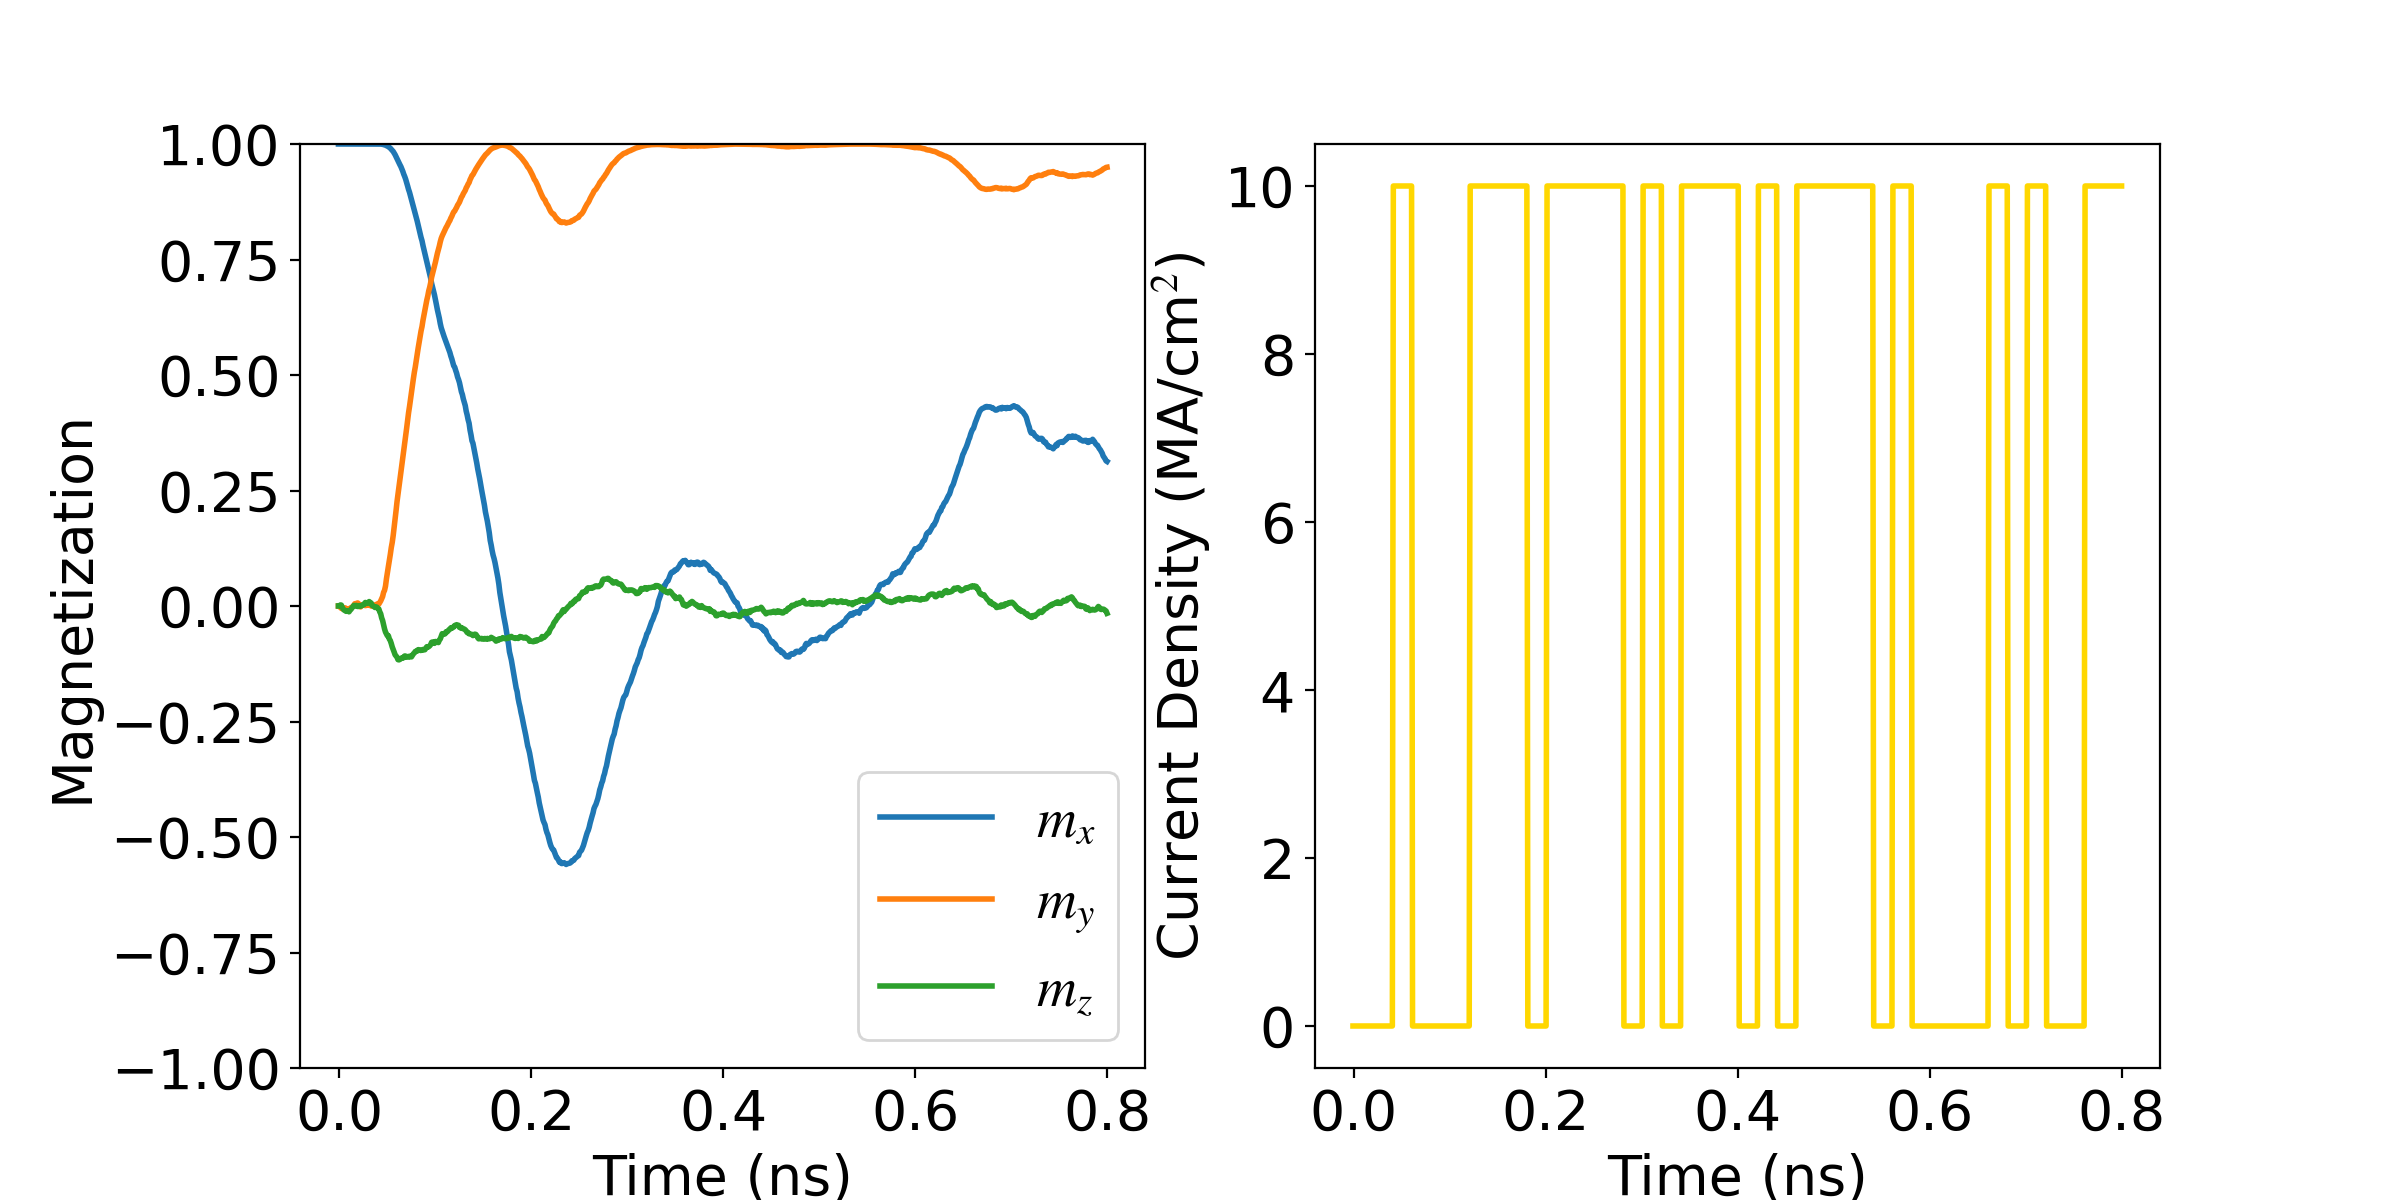 Magnetization
1.00
0.75
0.50
0.25
0.00
−0.25
−0.50
−0.75
−1.00
0.0 0.2 0.4 0.6 0.8
Time (ns)
m_x
m_y
m_z
Current Density (MA/cm²)
10
8
6
4
2
0
0.0 0.2 0.4 0.6 0.8
Time (ns)